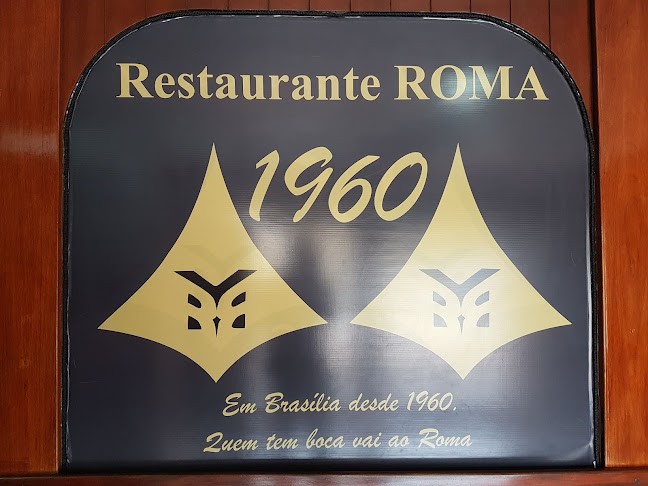 Restaurante ROMA
1960
Em Brasília desde 1960.
Quem tem boca vai ao Roma